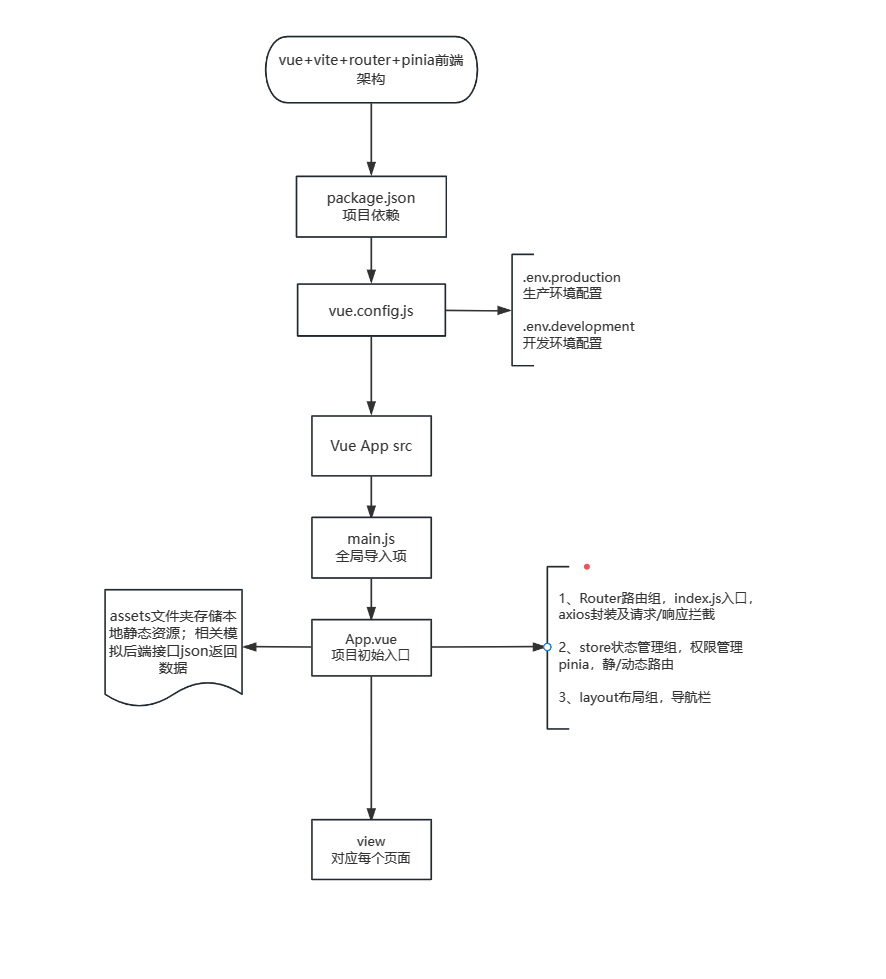 vue+vite+router+pinia前端
架构
package.json
项目依赖
vue.config.js
.env.production
生产环境配置
.env.development
开发环境配置
Vue App src
main.js
全局导入项
assets文件夹存储本
地静态资源；相关模
拟后端接口json返回
数据
App.vue
项目初始入口
1、Router路由组，index.js入口，
axios封装及请求/响应拦截
2、store状态管理组，权限管理
pinia，静/动态路由
3、layout布局组，导航栏
view
对应每个页面